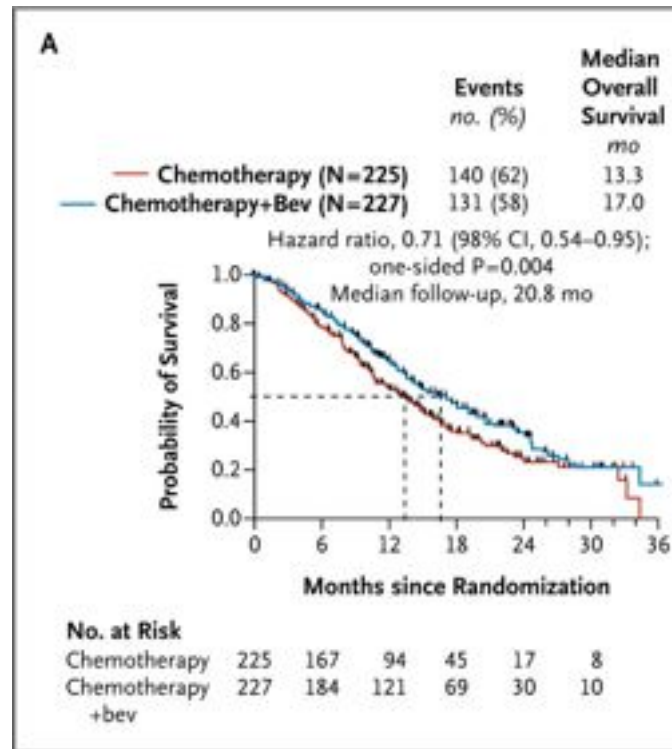 A
Median
Events Overall
no. (%) Survival
mo
Chemotherapy (N=225) 140 (62) 13.3
Chemotherapy+Bev (N=227) 131 (58) 17.0
Hazard ratio, 0.71 (98% CI, 0.54–0.95);
one-sided P=0.004
Median follow-up, 20.8 mo
1.0
0.8
0.6
0.4
0.2
0.0
Probability of Survival
0 6 12 18 24 30 36
Months since Randomization
No. at Risk
Chemotherapy 225 167 94 45 17 8
Chemotherapy 227 184 121 69 30 10
+bev